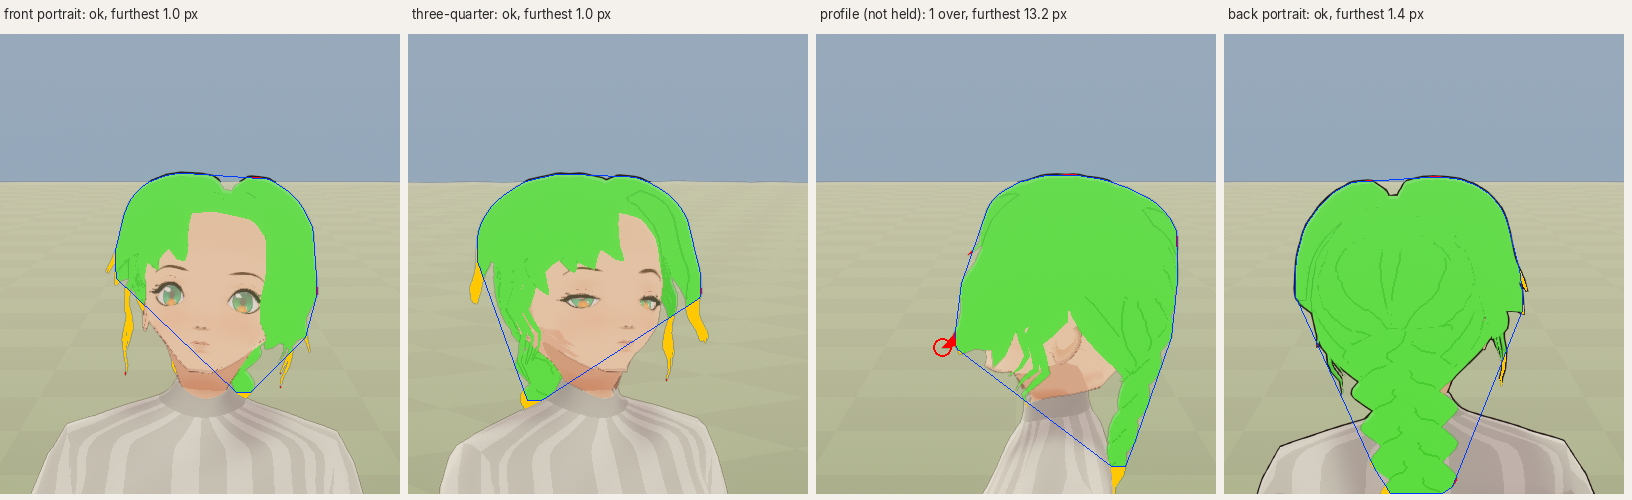 front portrait: ok, furthest 1.0 px
three-quarter: ok, furthest 1.0 px
profile (not held): 1 over, furthest 13.2 px
back portrait: ok, furthest 1.4 px